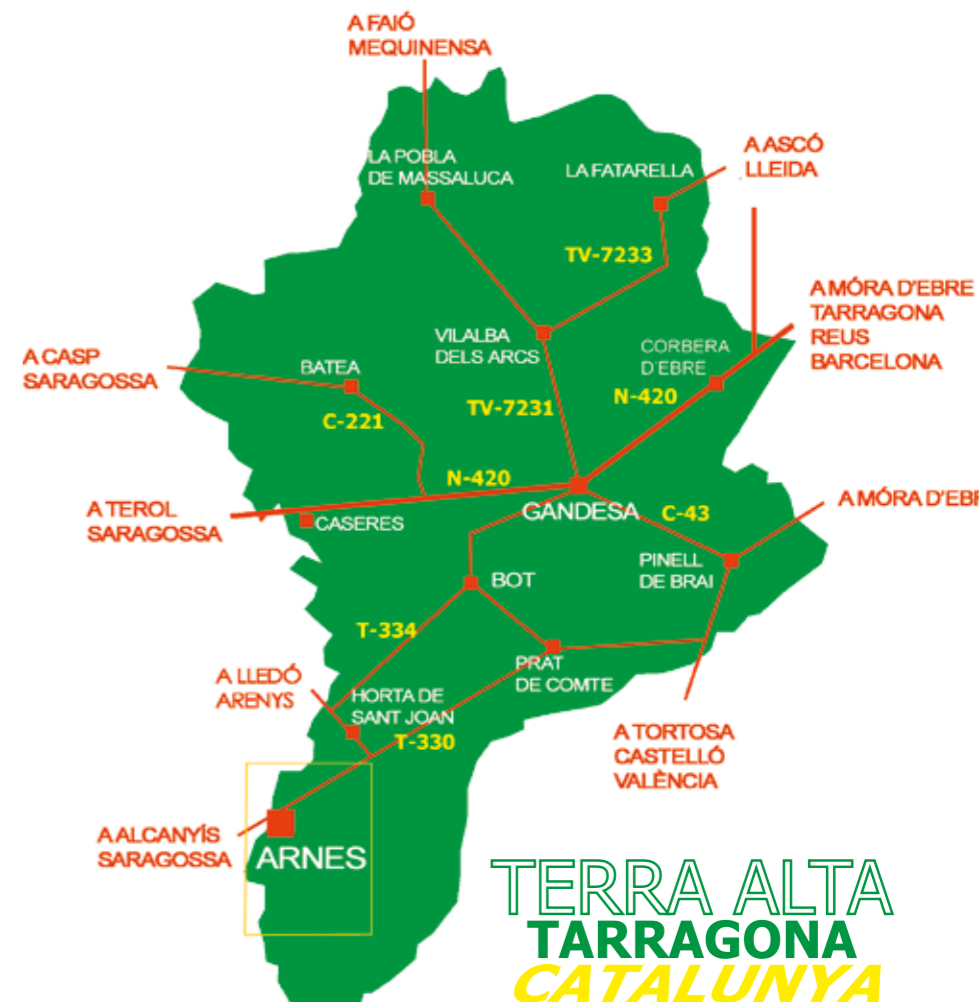 A FAIÓ
MEQUINENSA
LA POBLA
DE MASSALUCA
LA FATARELLA
A ASCÓ
LLEIDA
TV-7233
A MÓRA D'EBRE
TARRAGONA
REUS
BARCELONA
VILALBA
DELS ARCS
CORBERA
D'EBRE
A CASP
SARAGOSSA
BATEA
N-420
C-221
TV-7231
N-420
A TEROL
SARAGOSSA
CASERES
GANDESA
C-43
A MÓRA D'EBR
PINELL
DE BRAI
BOT
T-334
PRAT
DE COMTE
A LLEDÓ
ARENYS
HORTA DE
SANT JOAN
T-330
A TORTOSA
CASTELLÓ
VALÈNCIA
A ALCANYÍS
SARAGOSSA
ARNES
TERRA ALTA
TARRAGONA
CATALUNYA